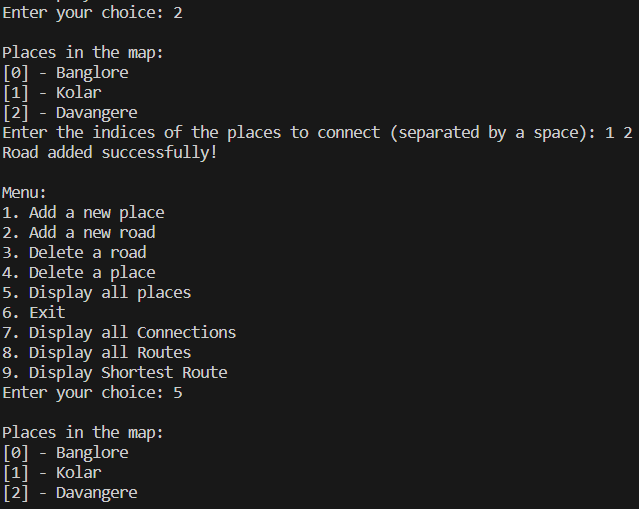 Enter your choice: 2
Places in the map:
[0] - Banglore
[1] - Kolar
[2] - Davangere
Enter the indices of the places to connect (separated by a space): 1 2
Road added successfully!
Menu:
1. Add a new place
2. Add a new road
3. Delete a road
4. Delete a place
5. Display all places
6. Exit
7. Display all Connections
8. Display all Routes
9. Display Shortest Route
Enter your choice: 5
Places in the map:
[0] - Banglore
[1] - Kolar
[2] - Davangere